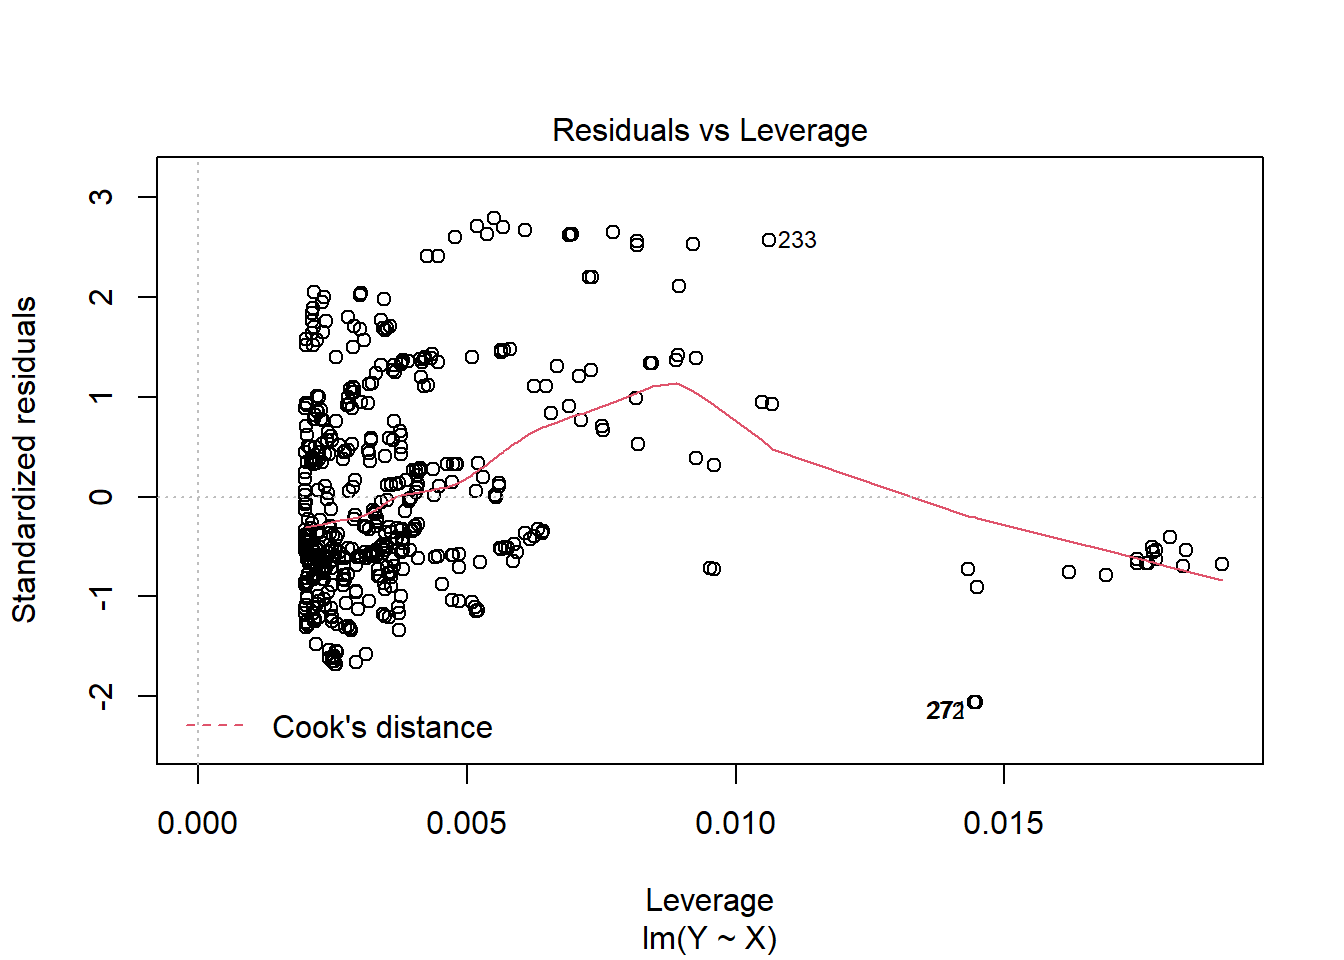 Residuals vs Leverage
Standardized residuals
3
2
1
0
-1
-2
233
Cook's distance
0.000 0.005 0.010 0.015
Leverage
lm(Y ~ X)